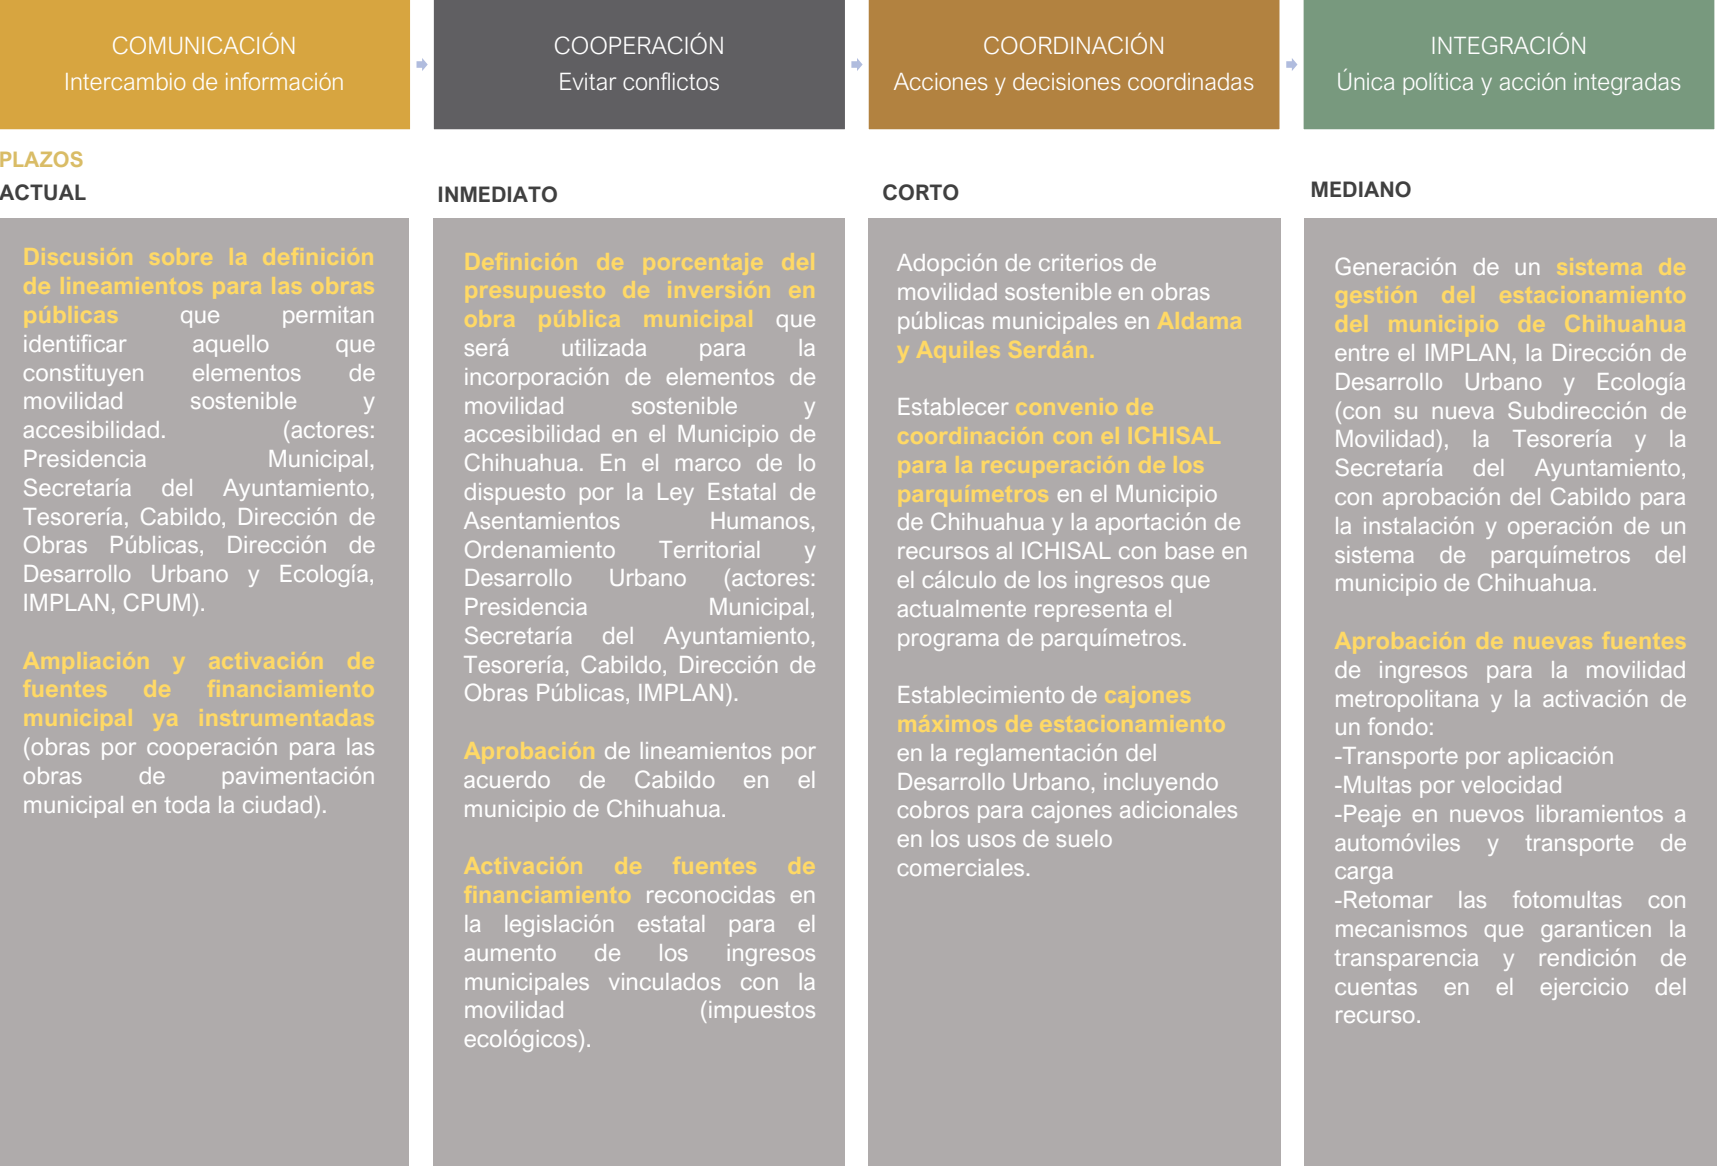 COMUNICACIÓN
Intercambio de información
COOPERACIÓN
Evitar conflictos
COORDINACIÓN
Acciones y decisiones coordinadas
INTEGRACIÓN
Única política y acción integradas
PLAZOS
ACTUAL
Discusión sobre la definición
de lineamientos para las obras
públicas que permitan
identificar aquello que
constituyen elementos de
movilidad sostenible y
accesibilidad. (actores:
Presidencia Municipal,
Secretaría del Ayuntamiento,
Tesorería, Cabildo, Dirección de
Obras Públicas, Dirección de
Desarrollo Urbano y Ecología,
IMPLAN, CPUM).
Ampliación y activación de
fuentes de financiamiento
municipal ya instrumentadas
(obras por cooperación para las
obras de pavimentación
municipal en toda la ciudad).
INMEDIATO
Definición de porcentaje del
presupuesto de inversión en
obra pública municipal que
será utilizada para la
incorporación de elementos de
movilidad sostenible y
accesibilidad en el Municipio de
Chihuahua. En el marco de lo
dispuesto por la Ley Estatal de
Asentamientos Humanos,
Ordenamiento Territorial y
Desarrollo Urbano (actores:
Presidencia Municipal,
Secretaría del Ayuntamiento,
Tesorería, Cabildo, Dirección de
Obras Públicas, IMPLAN).
Aprobación de lineamientos por
acuerdo de Cabildo en el
municipio de Chihuahua.
Activación de fuentes de
financiamiento reconocidas en
la legislación estatal para el
aumento de los ingresos
municipales vinculados con la
movilidad (impuestos
ecológicos).
CORTO
Adopción de criterios de
movilidad sostenible en obras
públicas municipales en Aldama
y Aquiles Serdán.
Establecer convenio de
coordinación con el ICHISAL
para la recuperación de los
parquímetros en el Municipio
de Chihuahua y la aportación de
recursos al ICHISAL con base en
el cálculo de los ingresos que
actualmente representa el
programa de parquímetros.
Establecimiento de cajones
máximos de estacionamiento
en la reglamentación del
Desarrollo Urbano, incluyendo
cobros para cajones adicionales
en los usos de suelo
comerciales.
MEDIANO
Generación de un sistema de
gestión del estacionamiento
del municipio de Chihuahua
entre el IMPLAN, la Dirección de
Desarrollo Urbano y Ecología
(con su nueva Subdirección de
Movilidad), la Tesorería y la
Secretaría del Ayuntamiento,
con aprobación del Cabildo para
la instalación y operación de un
sistema de parquímetros del
municipio de Chihuahua.
Aprobación de nuevas fuentes
de ingresos para la movilidad
metropolitana y la activación de
un fondo:
-Transporte por aplicación
-Multas por velocidad
-Peaje en nuevos libramientos a
automóviles y transporte de
carga
-Retomar las fotomultas con
mecanismos que garanticen la
transparencia y rendición de
cuentas en el ejercicio del
recurso.